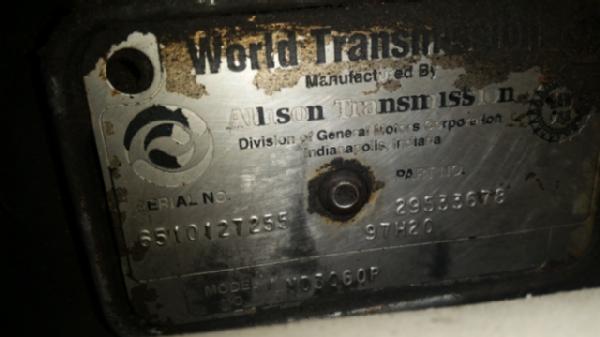 World Transmission
Manufactured By
Allison Transmission
Division of General Motors Corporation
Indianapolis, Indiana
SERIAL NO. PART NO.
6510127255 29533678
97H20
MODEL MD3060P
NO.